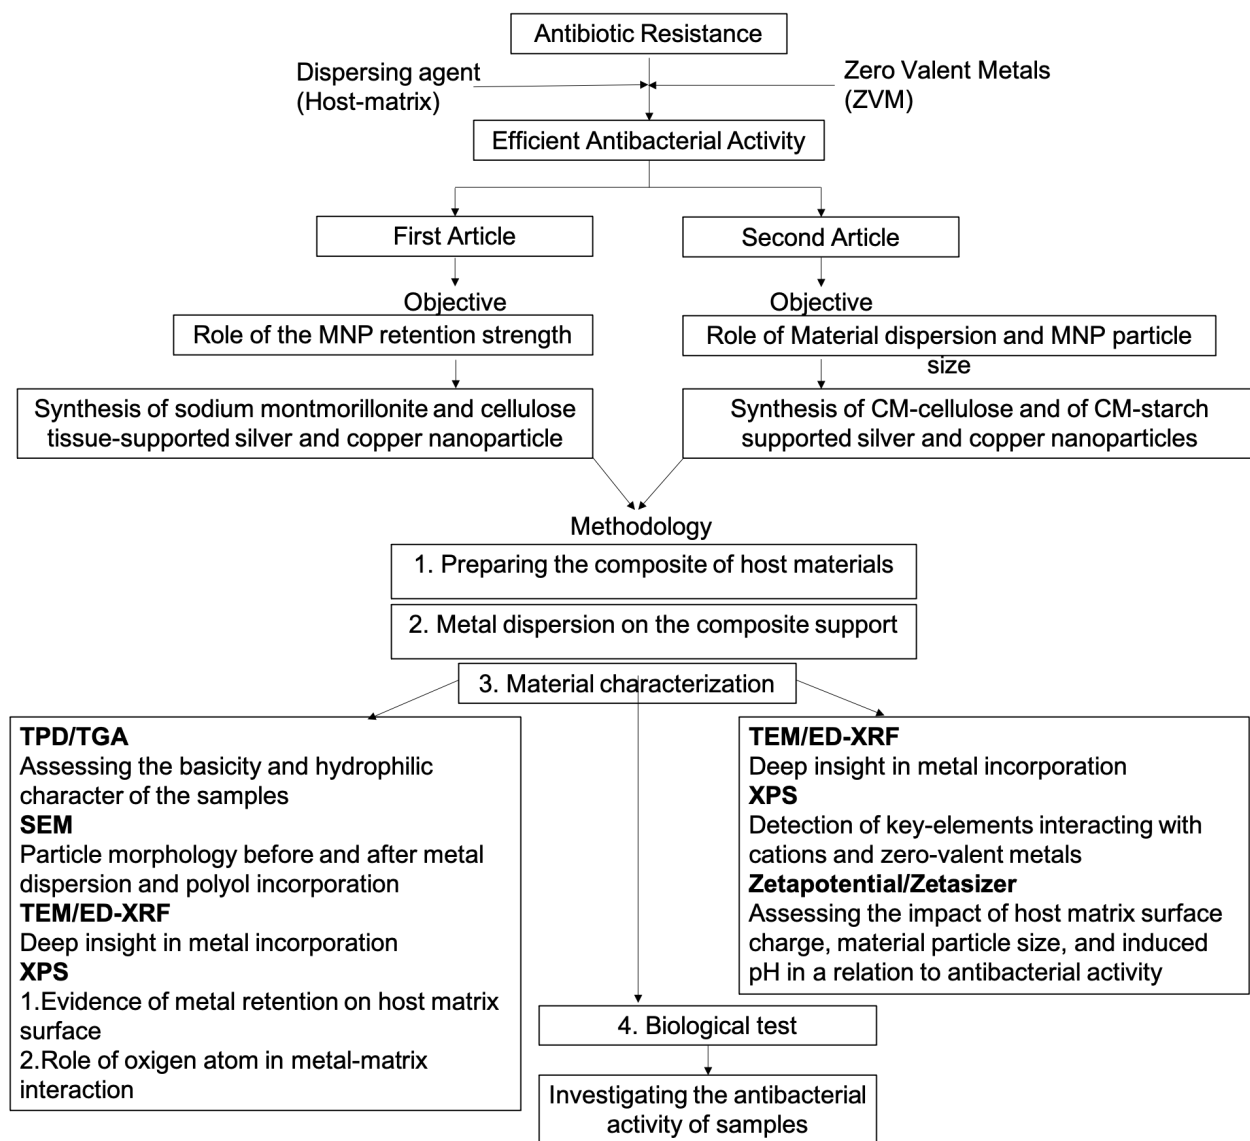 Antibiotic Resistance
Dispersing agent
(Host-matrix)
Zero Valent Metals
(ZVM)
Efficient Antibacterial Activity
First Article
Second Article
Objective
Role of the MNP retention strength
Objective
Role of Material dispersion and MNP particle
size
Synthesis of sodium montmorillonite and cellulose
tissue-supported silver and copper nanoparticle
Synthesis of CM-cellulose and of CM-starch
supported silver and copper nanoparticles
Methodology
1. Preparing the composite of host materials
2. Metal dispersion on the composite support
3. Material characterization
TPD/TGA
Assessing the basicity and hydrophilic
character of the samples
SEM
Particle morphology before and after metal
dispersion and polyol incorporation
TEM/ED-XRF
Deep insight in metal incorporation
XPS
1.Evidence of metal retention on host matrix
surface
2.Role of oxygen atom in metal-matrix
interaction
TEM/ED-XRF
Deep insight in metal incorporation
XPS
Detection of key-elements interacting with
cations and zero-valent metals
Zetapotential/Zetasizer
Assessing the impact of host matrix surface
charge, material particle size, and induced
pH in a relation to antibacterial activity
4. Biological test
Investigating the antibacterial
activity of samples